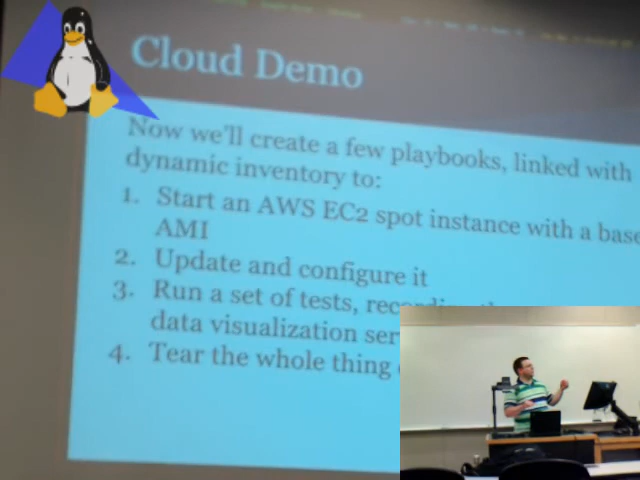 Cloud Demo
Now we'll create a few playbooks, linked with
dynamic inventory to:
1. Start an AWS EC2 spot instance with a base
AMI
2. Update and configure it
3. Run a set of tests,
data visualization
4. Tear the whole thing